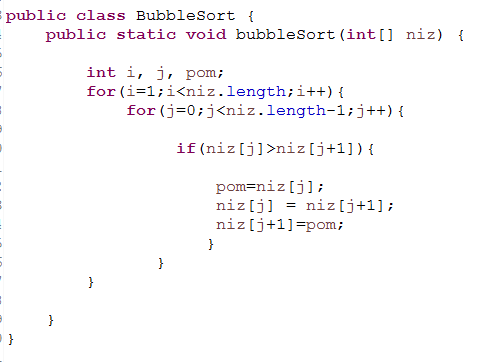 public class BubbleSort {
public static void bubbleSort(int[] niz) {
int i, j, pom;
for(i=1;i<niz.length;i++){
for(j=0;j<niz.length-1;j++){
if(niz[j]>niz[j+1]){
pom=niz[j];
niz[j] = niz[j+1];
niz[j+1]=pom;
}
}
}
}
}